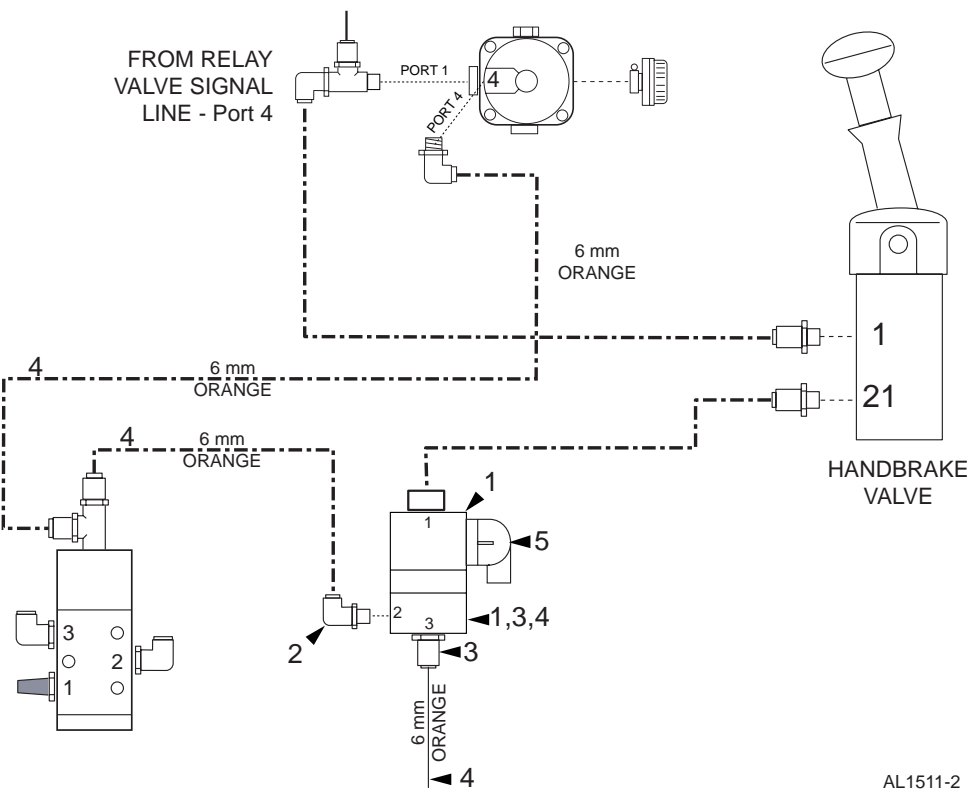 FROM RELAY
VALVE SIGNAL
LINE - Port 4
PORT 1
4
PORT 4
6 mm
ORANGE
1
21
HANDBRAKE
VALVE
4
6 mm
ORANGE
4
6 mm
ORANGE
1
1
5
2
3
1,3,4
2
3
6 mm
ORANGE
4
3
2
1
AL1511-2